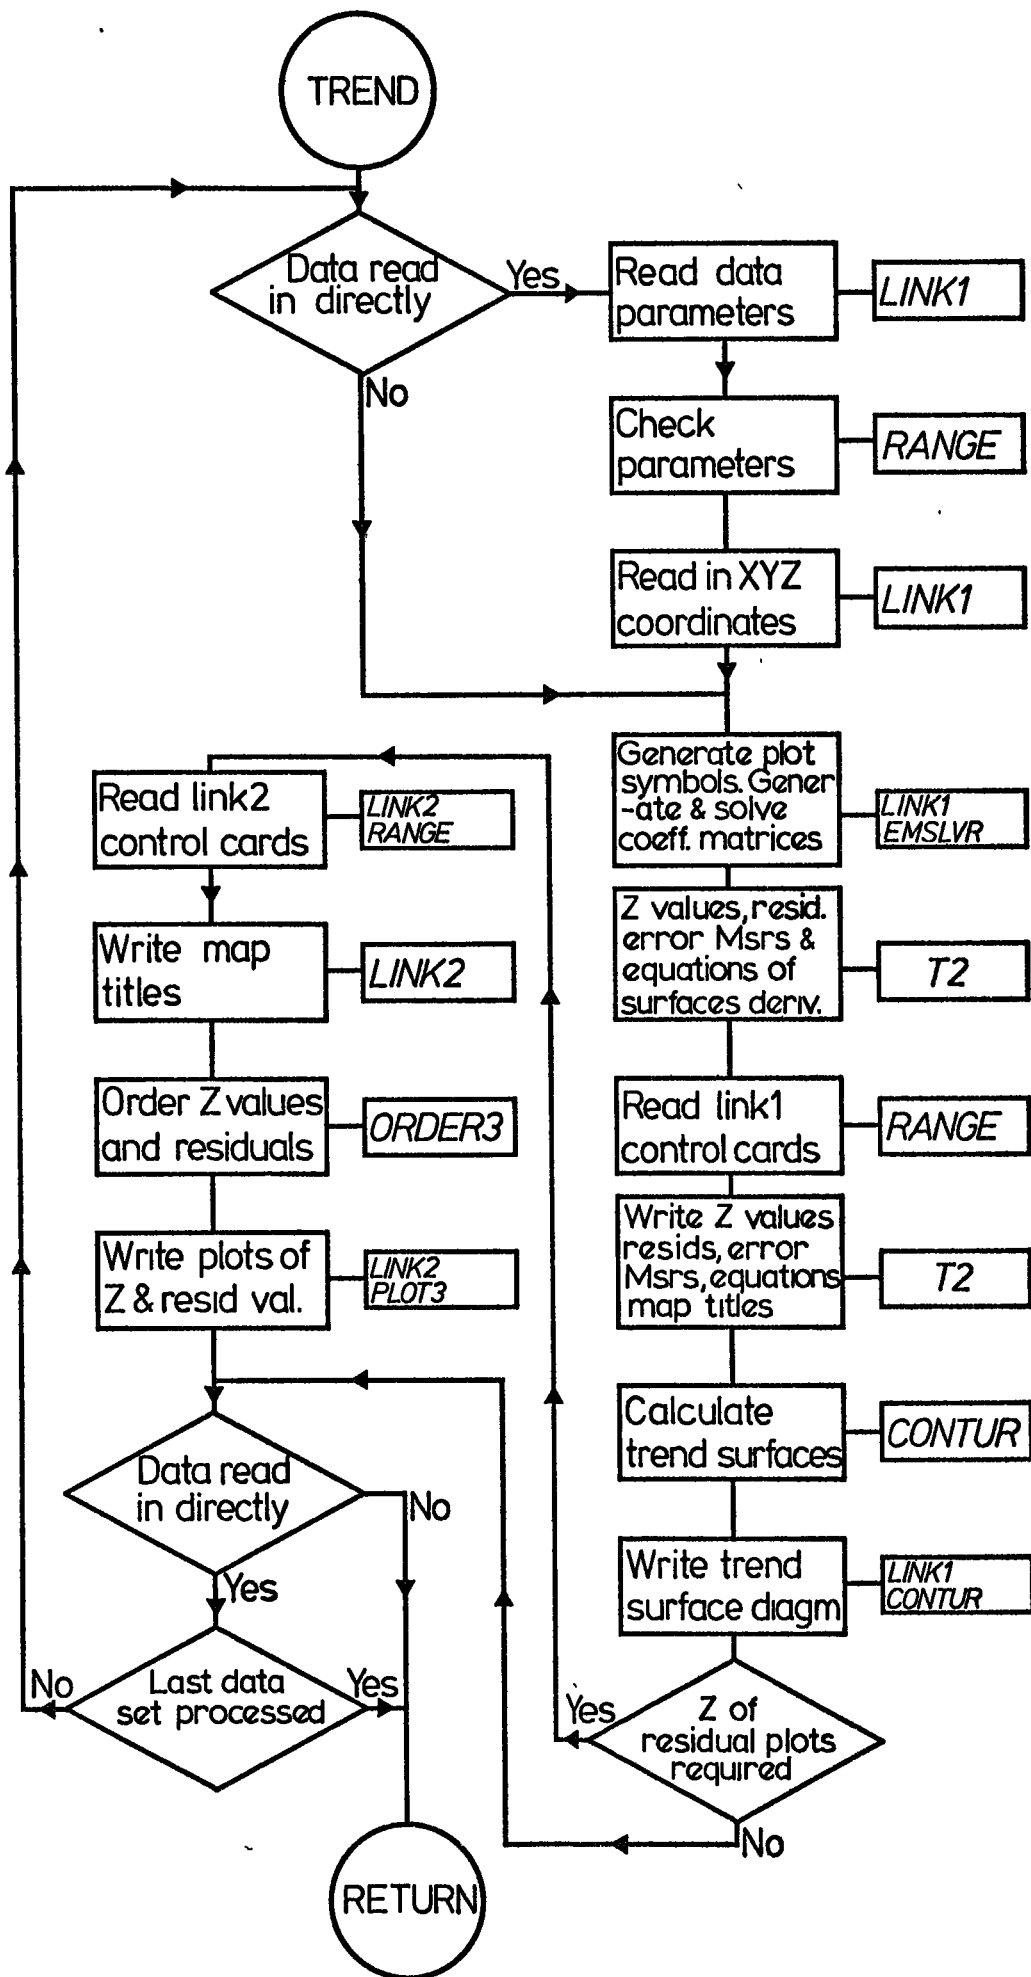 TREND
Data read
in directly
Yes
No
Read data
parameters
LINK1
Check
parameters
RANGE
Read in XYZ
coordinates
LINK1
Generate plot
symbols. Gener
-ate & solve
coeff. matrices
LINK1
EMSLVR
Z values, resid.
error Msrs &
equations of
surfaces deriv.
T2
Read link1
control cards
RANGE
Write Z values
resids, error
Msrs, equations
map titles
T2
Calculate
trend surfaces
CONTUR
Write trend
surface diagm
LINK1
CONTUR
Z of
residual plots
required
Yes
No
Read link2
control cards
LINK2
RANGE
Write map
titles
LINK2
Order Z values
and residuals
ORDER3
Write plots of
Z & resid val.
LINK2
PLOT3
Data read
in directly
No
Yes
Last data
set processed
No
Yes
RETURN